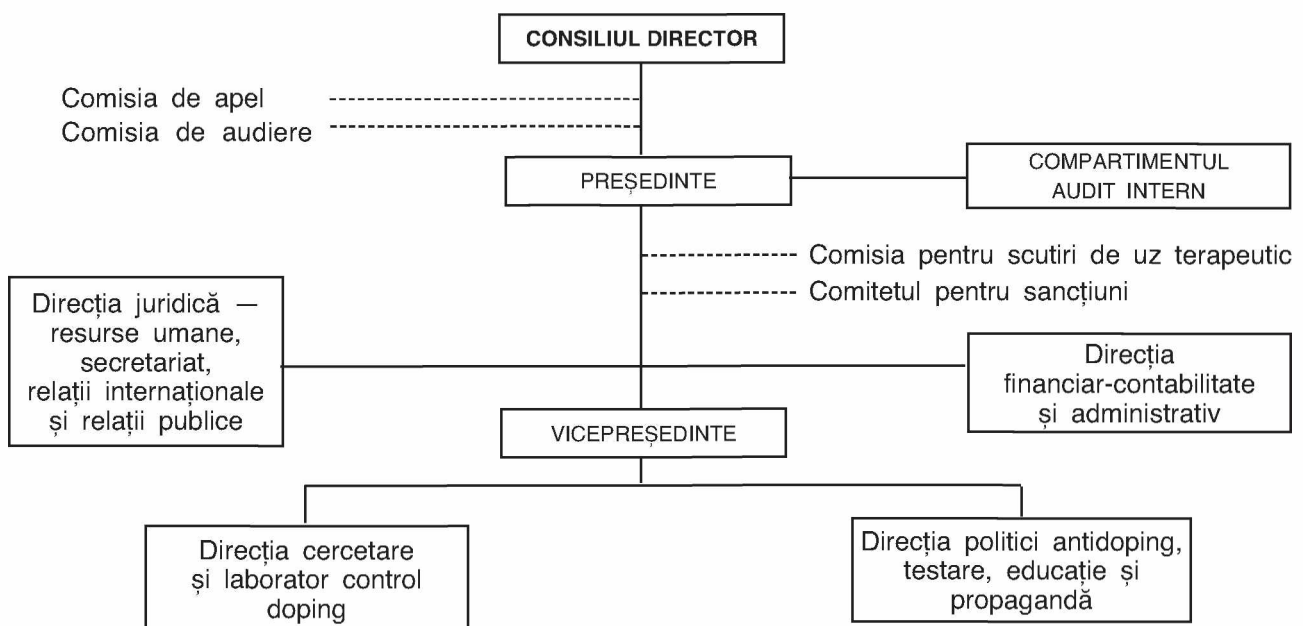 CONSILIUL DIRECTOR
Comisia de apel
Comisia de audiere
PREȘEDINTE
COMPARTIMENTUL
AUDIT INTERN
Comisia pentru scutiri de uz terapeutic
Comitetul pentru sancțiuni
Direcția juridică —
resurse umane,
secretariat,
relații internaționale
și relații publice
Direcția
financiar-contabilitate
și administrativ
VICEPREȘEDINTE
Direcția cercetare
și laborator control
doping
Direcția politici antidoping,
testare, educație și
propagandă